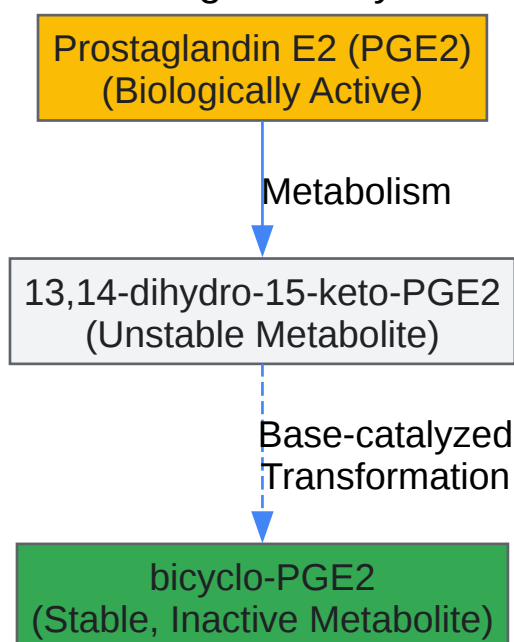 Prostaglandin E2 (PGE2)
(Biologically Active)
Metabolism
13,14-dihydro-15-keto-PGE2
(Unstable Metabolite)
Base-catalyzed
Transformation
bicyclo-PGE2
(Stable, Inactive Metabolite)